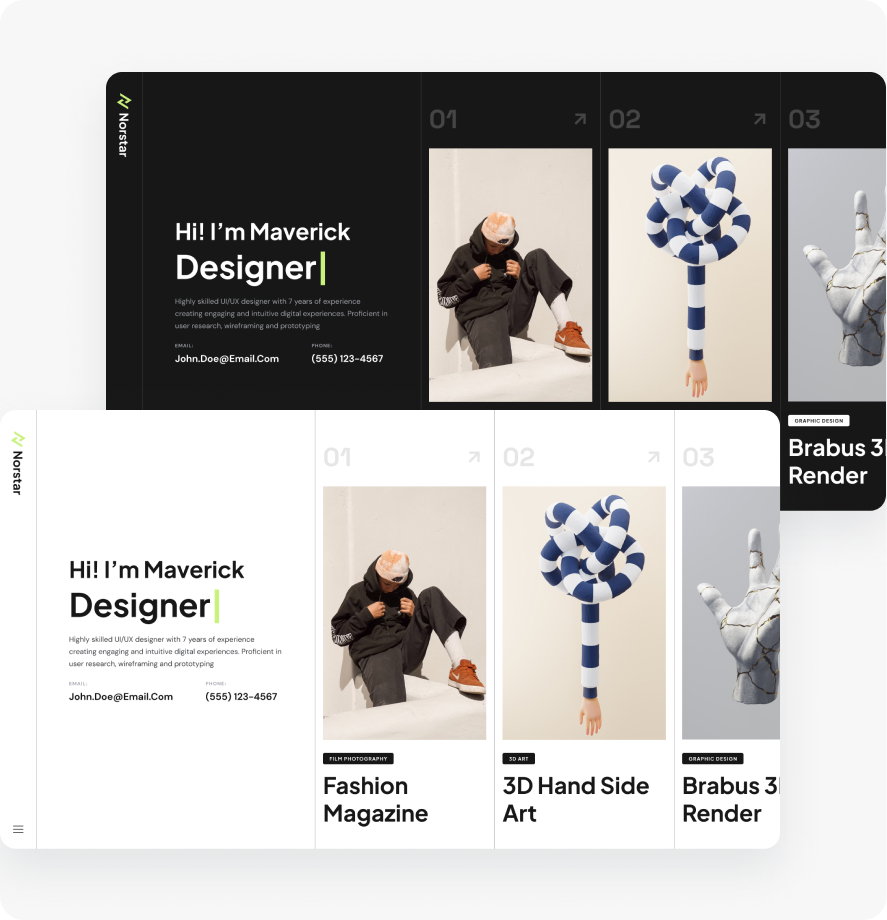 Norstar
Hi! I’m Maverick
Designer
Highly skilled UI/UX designer with 7 years of experience
creating engaging and intuitive digital experiences. Proficient in
user research, wireframing and prototyping
EMAIL:
PHONE:
John.Doe@Email.Com
(555) 123-4567
01
02
03
GRAPHIC DESIGN
Brabus 3
Render
Norstar
Hi! I’m Maverick
Designer
Highly skilled UI/UX designer with 7 years of experience
creating engaging and intuitive digital experiences. Proficient in
user research, wireframing and prototyping
EMAIL:
PHONE:
John.Doe@Email.Com
(555) 123-4567
01
02
03
FILM PHOTOGRAPHY
Fashion
Magazine
3D ART
3D Hand Side
Art
GRAPHIC DESIGN
Brabus 3
Render